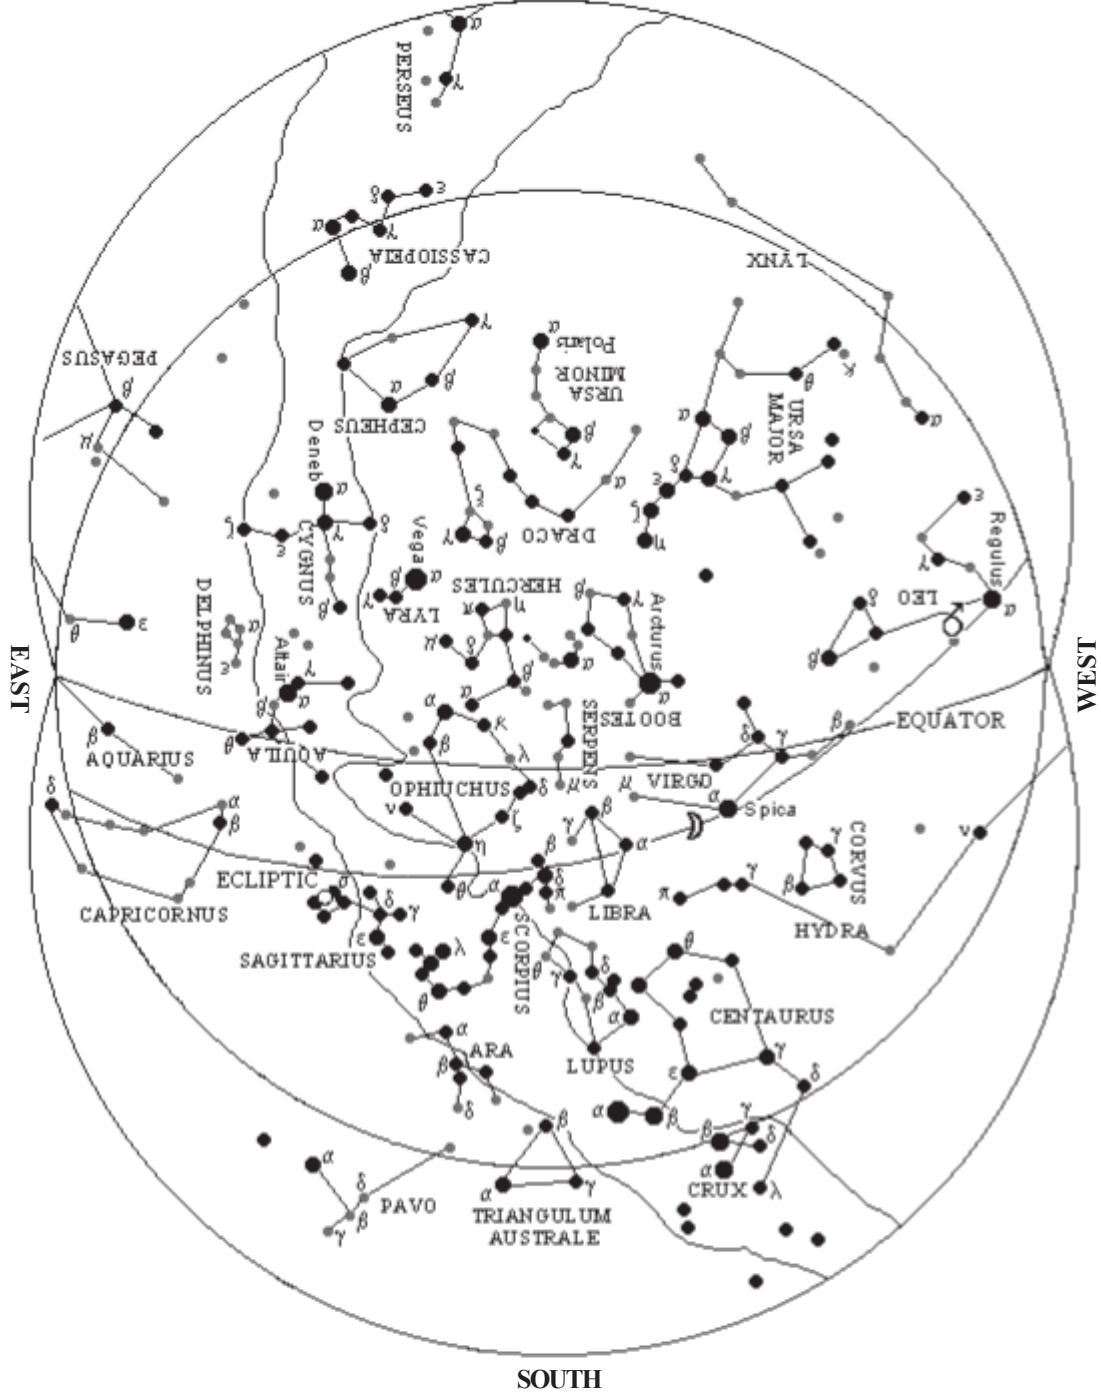 α
γ
PERSEUS
ε
δ
α
γ
CASSIOPEIA
β
LYNX
γ
α
Polaris
PEGASUS
β
μ
α
β
CEPHEUS
URSA
MINOR
β
γ
κ
θ
URSA
MAJOR
α
β
δ
γ
ε
ζ
η
α
Deneb
α
γ
δ
ζ
ε
CYGNUS
β
ξ
γ
β
DRACO
α
ε
γ
Regulus
α
LEO
δ
β
Vega
α
β
γ
LYRA
HERCULES
π
η
μ
δ
β
α
β
γ
Arcturus
α
α
BOOTES
θ
ε
DELPHINUS
α
ε
Altair
γ
α
β
θ
AQUILA
EAST
WEST
EQUATOR
β
AQUARIUS
α
κ
β
λ
OPHIUCHUS
δ
ν
ζ
η
θ
SERPENS
μ
δ
γ
β
VIRGO
μ
α
Spica
δ
α
β
CAPRICORNUS
ECLIPTIC
β
γ
α
LIBRA
γ
β
CORVUS
ν
π
γ
HYDRA
σ
δ
γ
ε
SAGITTARIUS
λ
θ
β
δ
π
α
SCORPIUS
ε
θ
γ
δ
β
α
LUPUS
θ
CENTAURUS
γ
ε
δ
α
β
λ
α
ARA
β
δ
γ
β
δ
α
CRUX
β
α
γ
TRIANGULUM
AUSTRALE
α
δ
PAVO
β
γ
SOUTH